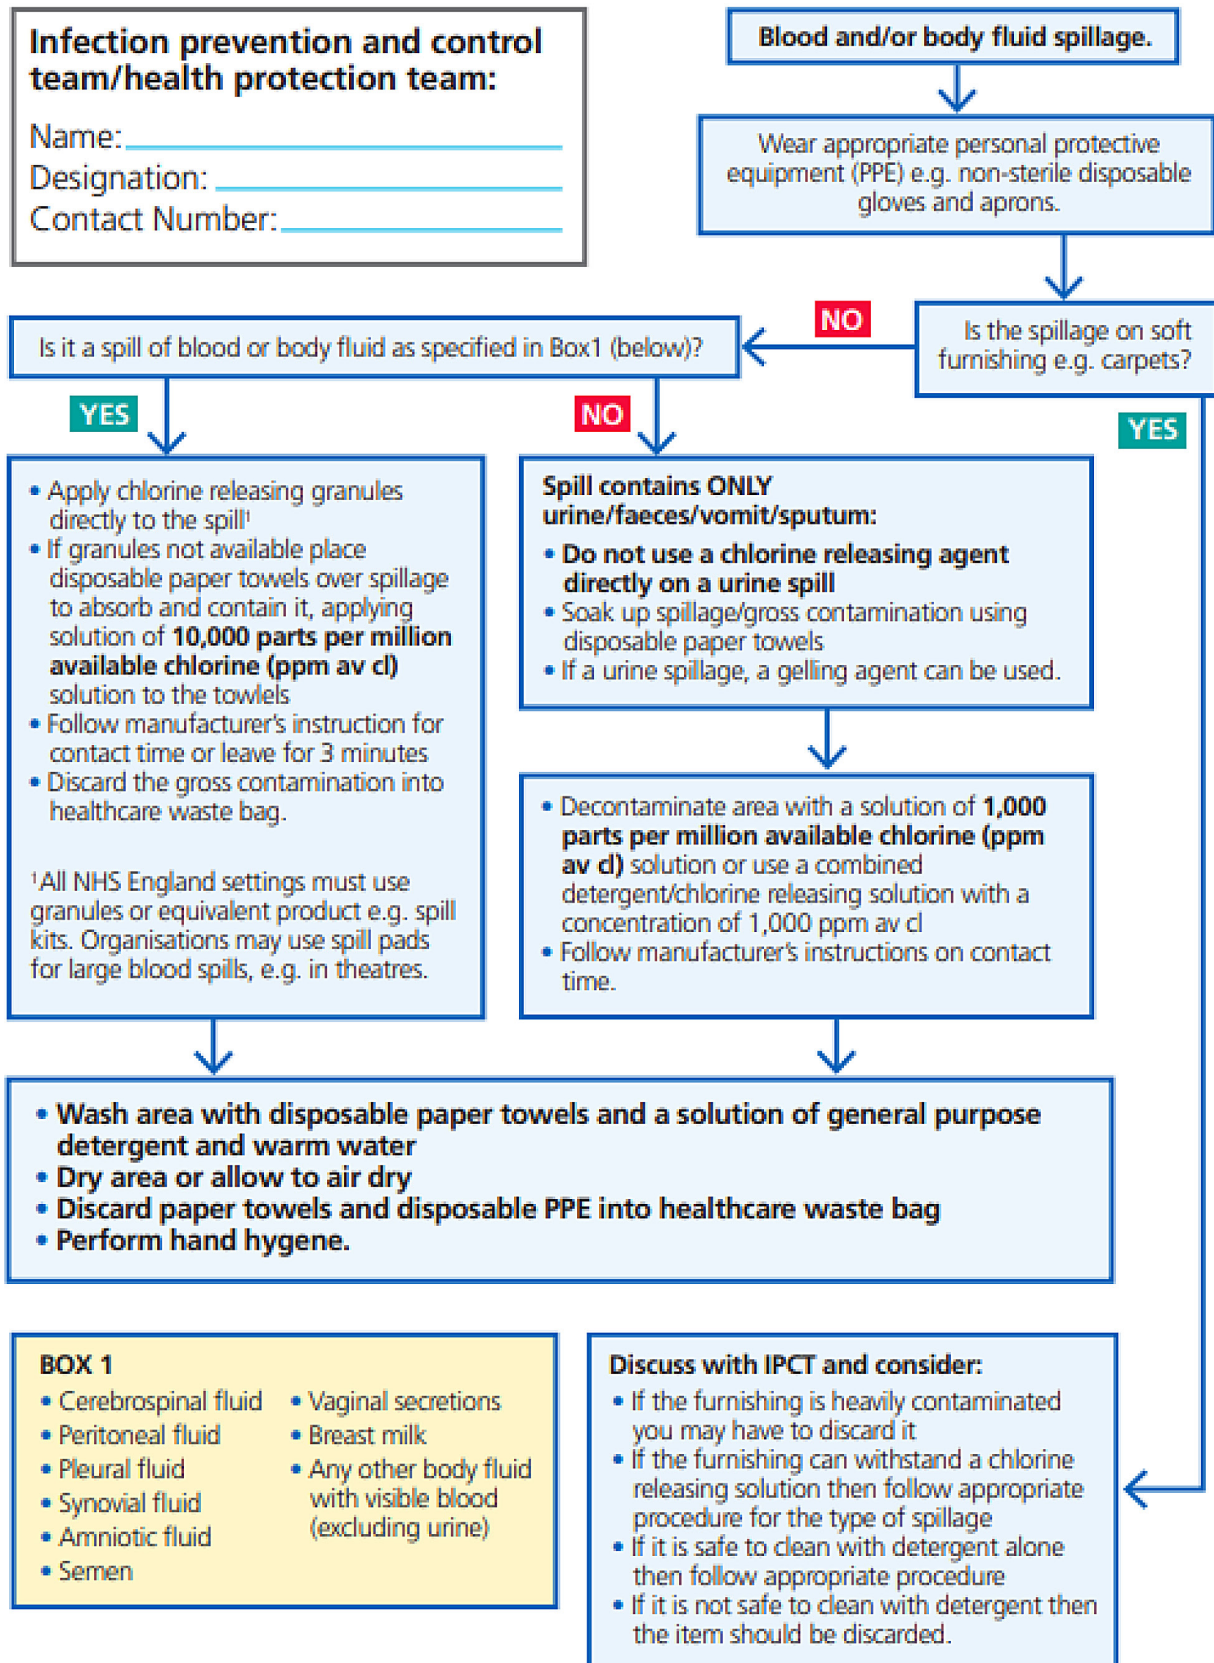 Infection prevention and control
team/health protection team:
Name:
Designation:
Contact Number:
Blood and/or body fluid spillage.
Wear appropriate personal protective
equipment (PPE) e.g. non-sterile disposable
gloves and aprons.
Is the spillage on soft
furnishing e.g. carpets?
NO
YES
Is it a spill of blood or body fluid as specified in Box1 (below)?
YES
NO
• Apply chlorine releasing granules
directly to the spill¹
• If granules not available place
disposable paper towels over spillage
to absorb and contain it, applying
solution of 10,000 parts per million
available chlorine (ppm av cl)
solution to the towlels
• Follow manufacturer's instruction for
contact time or leave for 3 minutes
• Discard the gross contamination into
healthcare waste bag.
¹All NHS England settings must use
granules or equivalent product e.g. spill
kits. Organisations may use spill pads
for large blood spills, e.g. in theatres.
Spill contains ONLY
urine/faeces/vomit/sputum:
• Do not use a chlorine releasing agent
directly on a urine spill
• Soak up spillage/gross contamination using
disposable paper towels
• If a urine spillage, a gelling agent can be used.
• Decontaminate area with a solution of 1,000
parts per million available chlorine (ppm
av cl) solution or use a combined
detergent/chlorine releasing solution with a
concentration of 1,000 ppm av cl
• Follow manufacturer's instructions on contact
time.
• Wash area with disposable paper towels and a solution of general purpose
detergent and warm water
• Dry area or allow to air dry
• Discard paper towels and disposable PPE into healthcare waste bag
• Perform hand hygene.
BOX 1
• Cerebrospinal fluid
• Peritoneal fluid
• Pleural fluid
• Synovial fluid
• Amniotic fluid
• Semen
• Vaginal secretions
• Breast milk
• Any other body fluid
with visible blood
(excluding urine)
Discuss with IPCT and consider:
• If the furnishing is heavily contaminated
you may have to discard it
• If the furnishing can withstand a chlorine
releasing solution then follow appropriate
procedure for the type of spillage
• If it is safe to clean with detergent alone
then follow appropriate procedure
• If it is not safe to clean with detergent then
the item should be discarded.